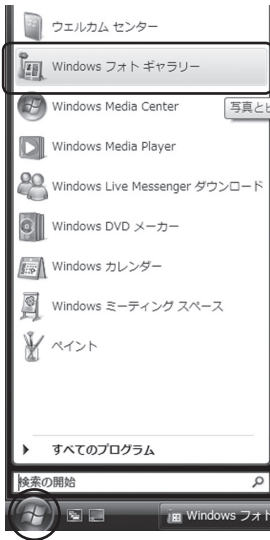 ウェルカム センター
Windows フォト ギャラリー
Windows Media Center
写真と
Windows Media Player
Windows Live Messenger ダウンロード
Windows DVD メーカー
Windows カレンダー
Windows ミーティング スペース
ペイント
すべてのプログラム
検索の開始
Windows フォト